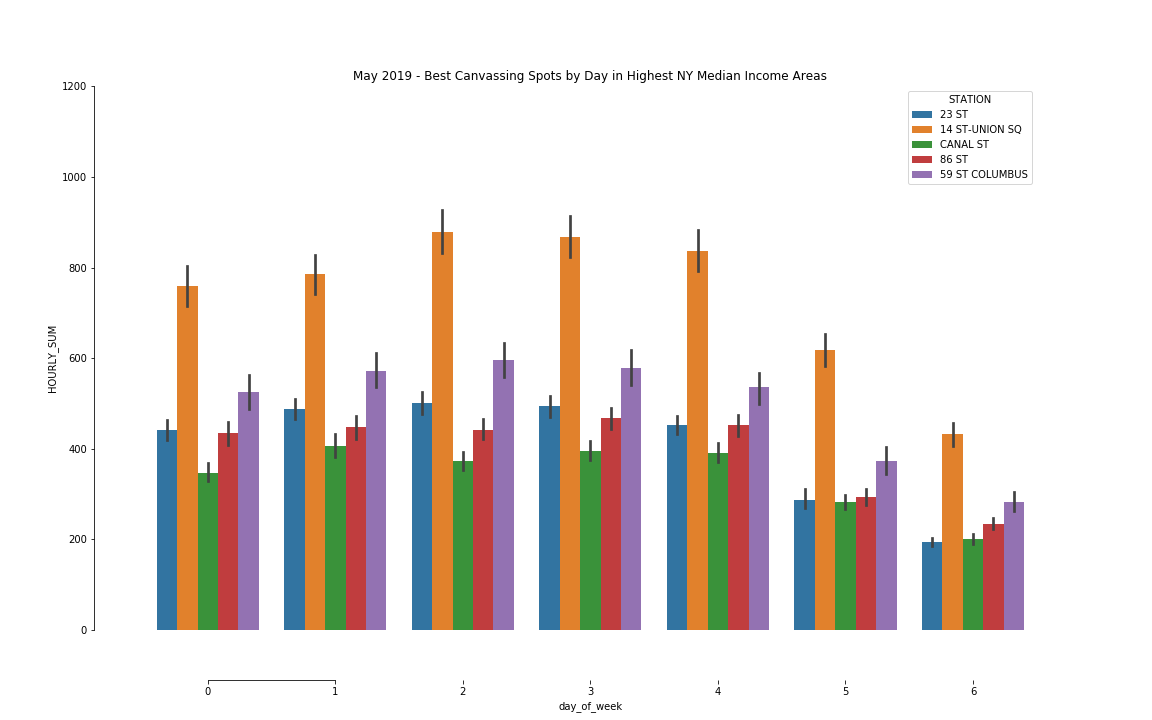 May 2019 - Best Canvassing Spots by Day in Highest NY Median Income Areas
STATION
23 ST
14 ST-UNION SQ
CANAL ST
86 ST
59 ST COLUMBUS
HOURLY_SUM
1200
1000
800
600
400
200
0
0 1 2 3 4 5 6
day_of_week